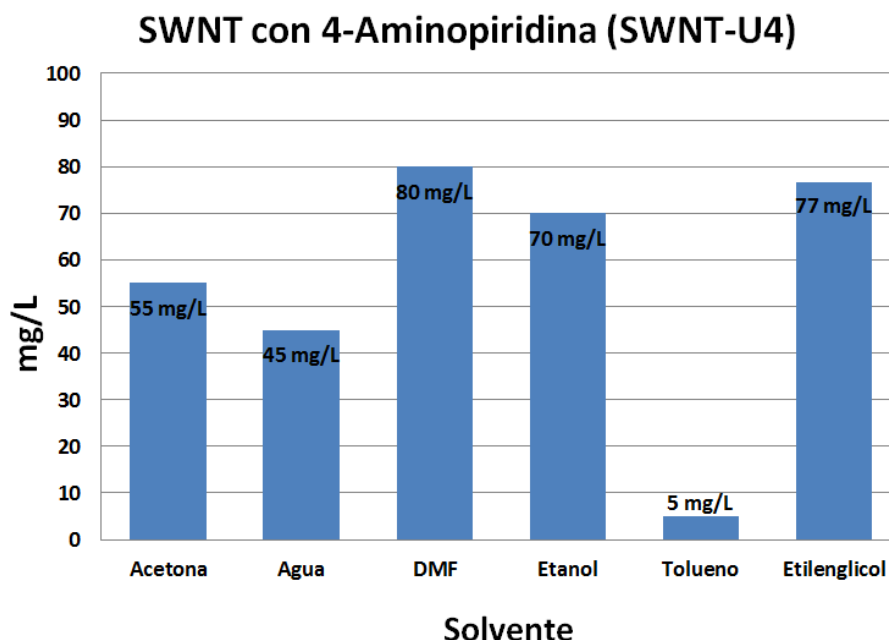 SWNT con 4-Aminopiridina (SWNT-U4)
100
90
80
70
60
50
40
30
20
10
0
mg/L
55 mg/L
45 mg/L
80 mg/L
70 mg/L
5 mg/L
77 mg/L
Acetona Agua DMF Etanol Tolueno Etilenglicol
Solvente